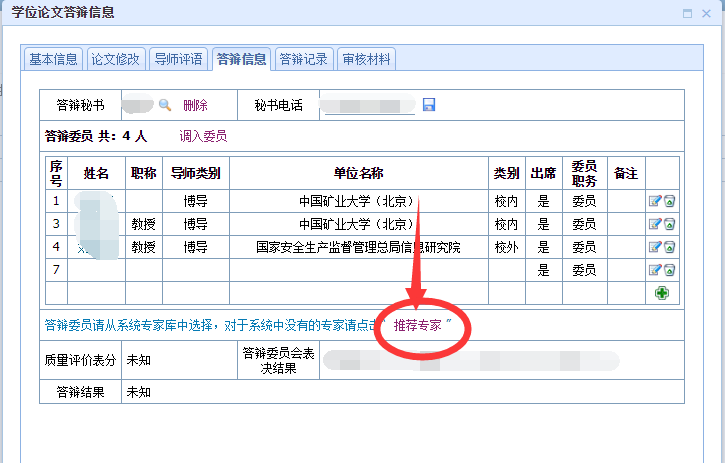 学位论文答辩信息
基本信息 论文修改 导师评语 答辩信息 答辩记录 审核材料
答辩秘书 删除 秘书电话
答辩委员 共：4 人 调入委员
序号 姓名 职称 导师类别 单位名称 类别 出席 委员职务 备注
1 博导 中国矿业大学（北京） 校内 是 委员
3 教授 博导 中国矿业大学（北京） 校内 是 委员
4 教授 博导 国家安全生产监督管理总局信息研究院 校外 是 委员
7 是 委员
答辩委员请从系统专家库中选择，对于系统中没有的专家请点击“ 推荐专家 ”
质量评价表分 未知 答辩委员会表决结果
答辩结果 未知